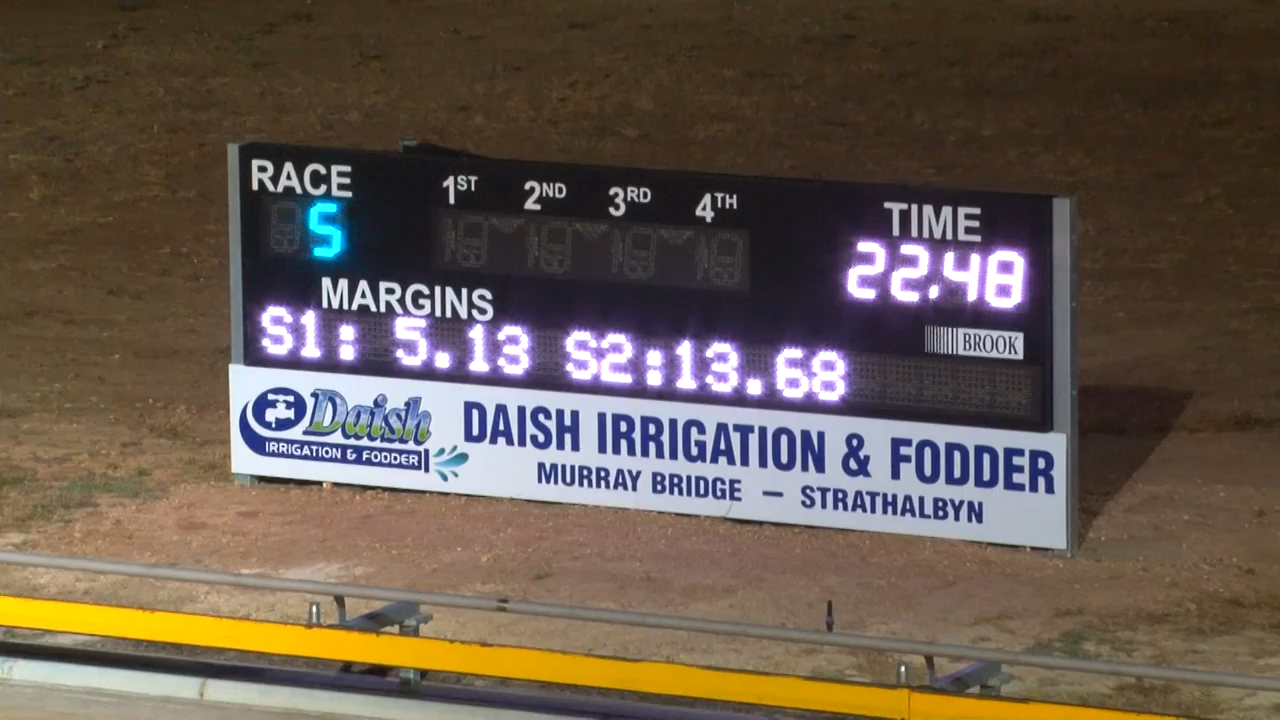 RACE 1ST 2ND 3RD 4TH TIME
5 22.48
MARGINS
S1: 5.13 S2:13.68
BROOK
Daish
IRRIGATION & FODDER
DAISH IRRIGATION & FODDER
MURRAY BRIDGE — STRATHALBYN